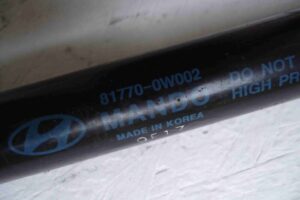 81770-0W002
MANDO
MADE IN KOREA
DO NOT
HIGH PR